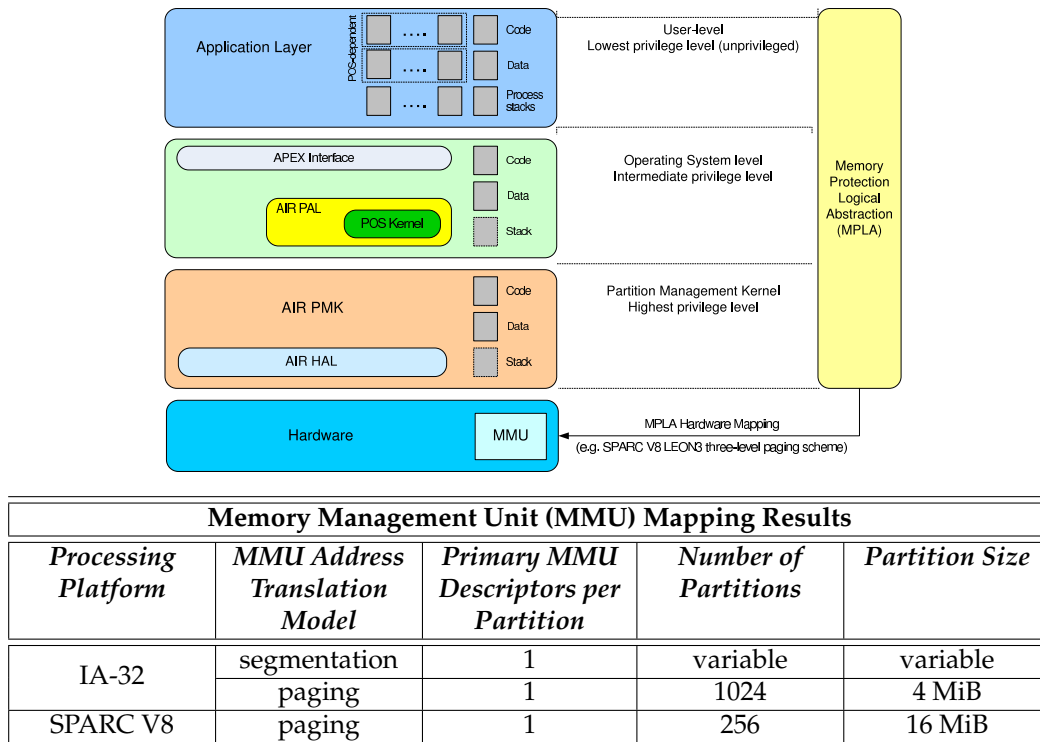 Application Layer
POS-dependent
....
Code
....
Data
....
Process
stacks
User-level
Lowest privilege level (unprivileged)
APEX Interface
AIR PAL
POS Kernel
Code
Data
Stack
Operating System level
Intermediate privilege level
Memory
Protection
Logical
Abstraction
(MPLA)
AIR PMK
AIR HAL
Code
Data
Stack
Partition Management Kernel
Highest privilege level
Hardware
MMU
MPLA Hardware Mapping
(e.g. SPARC V8 LEON3 three-level paging scheme)
Memory Management Unit (MMU) Mapping Results
Processing Platform MMU Address Translation Model Primary MMU Descriptors per Partition Number of Partitions Partition Size
IA-32 segmentation 1 variable variable
paging 1 1024 4 MiB
SPARC V8 paging 1 256 16 MiB